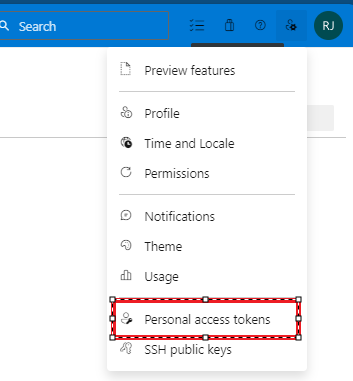 Search
RJ
Preview features
Profile
Time and Locale
Permissions
Notifications
Theme
Usage
Personal access tokens
SSH public keys